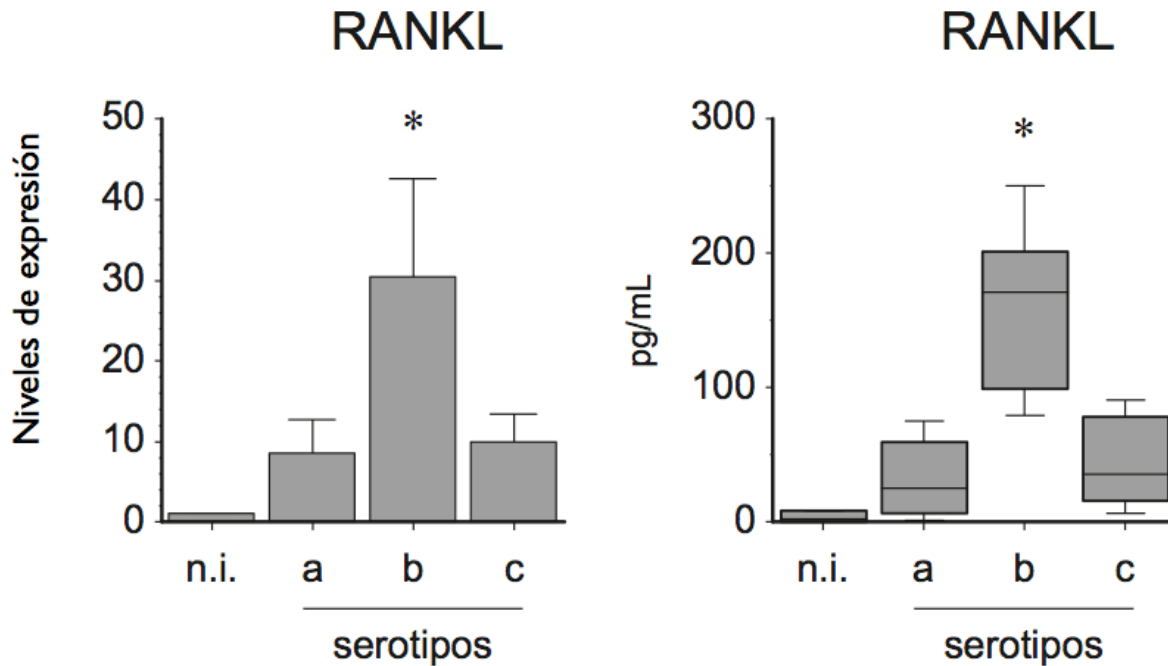 RANKL
Niveles de expresión
50
40
30
20
10
0
*
n.i. a b c
serotipos
RANKL
pg/mL
300
200
100
0
*
n.i. a b c
serotipos